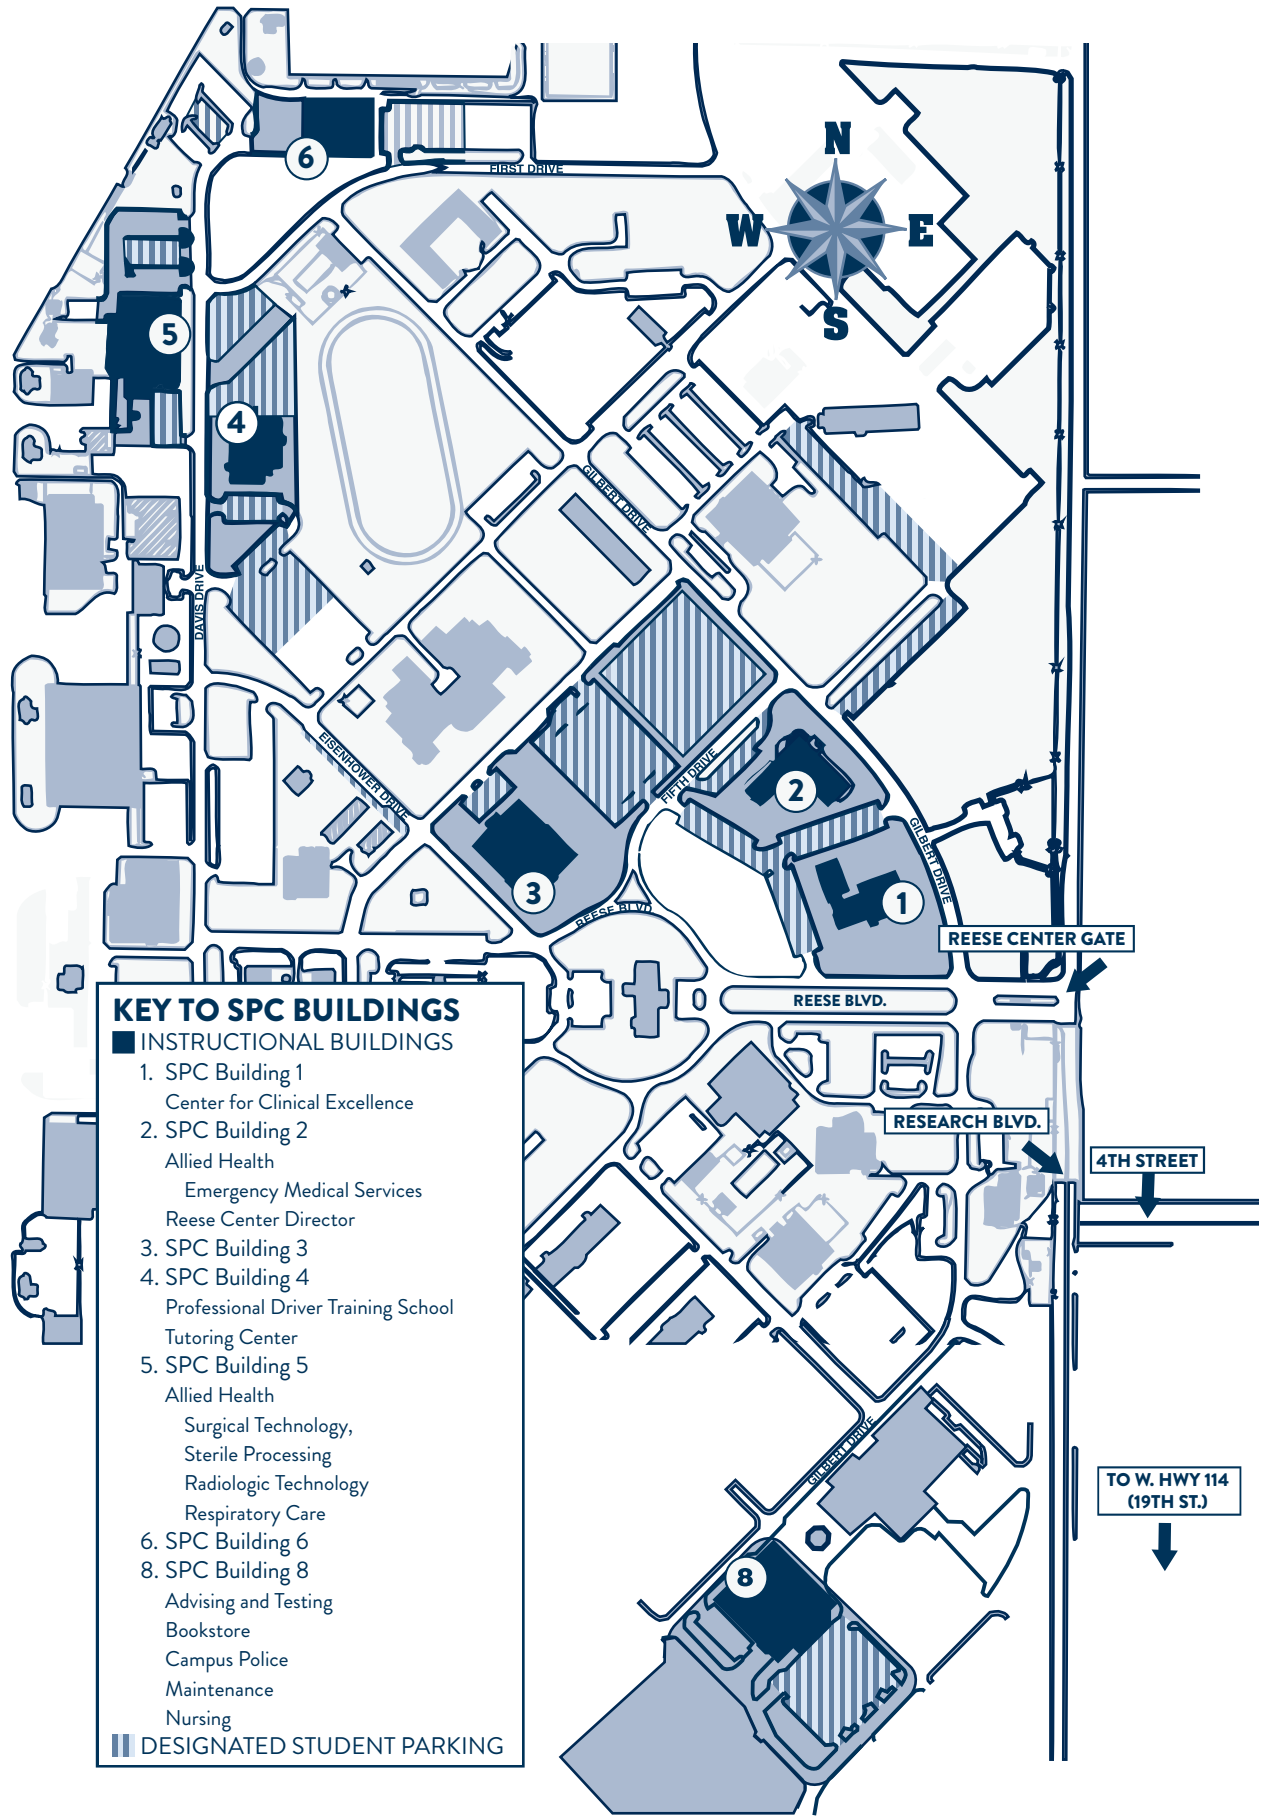 6
FIRST DRIVE
N
W
E
S
5
4
GILBERT DRIVE
DAVIS DRIVE
EISENHOWER DRIVE
FIFTH DRIVE
2
GILBERT DRIVE
3
1
REESE BLVD.
REESE CENTER GATE
REESE BLVD.
KEY TO SPC BUILDINGS
INSTRUCTIONAL BUILDINGS
1. SPC Building 1
Center for Clinical Excellence
2. SPC Building 2
Allied Health
Emergency Medical Services
Reese Center Director
3. SPC Building 3
4. SPC Building 4
Professional Driver Training School
Tutoring Center
5. SPC Building 5
Allied Health
Surgical Technology,
Sterile Processing
Radiologic Technology
Respiratory Care
6. SPC Building 6
8. SPC Building 8
Advising and Testing
Bookstore
Campus Police
Maintenance
Nursing
DESIGNATED STUDENT PARKING
RESEARCH BLVD.
4TH STREET
GILBERT DRIVE
TO W. HWY 114
(19TH ST.)
8